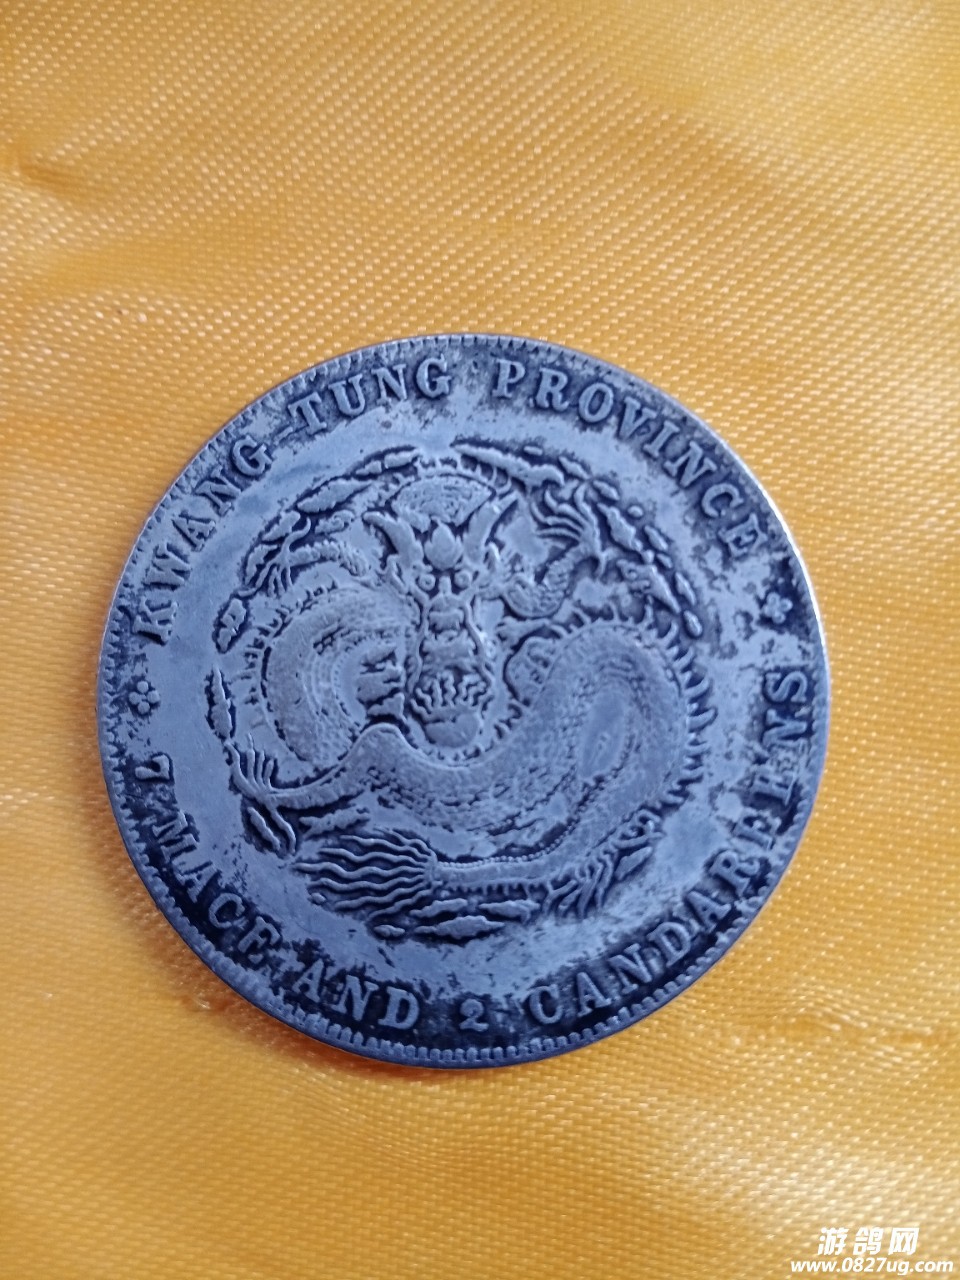 KWANG-TUNG PROVINCE
7 MACE AND 2 CANDAREENS
游鸽网
www.0827ug.com